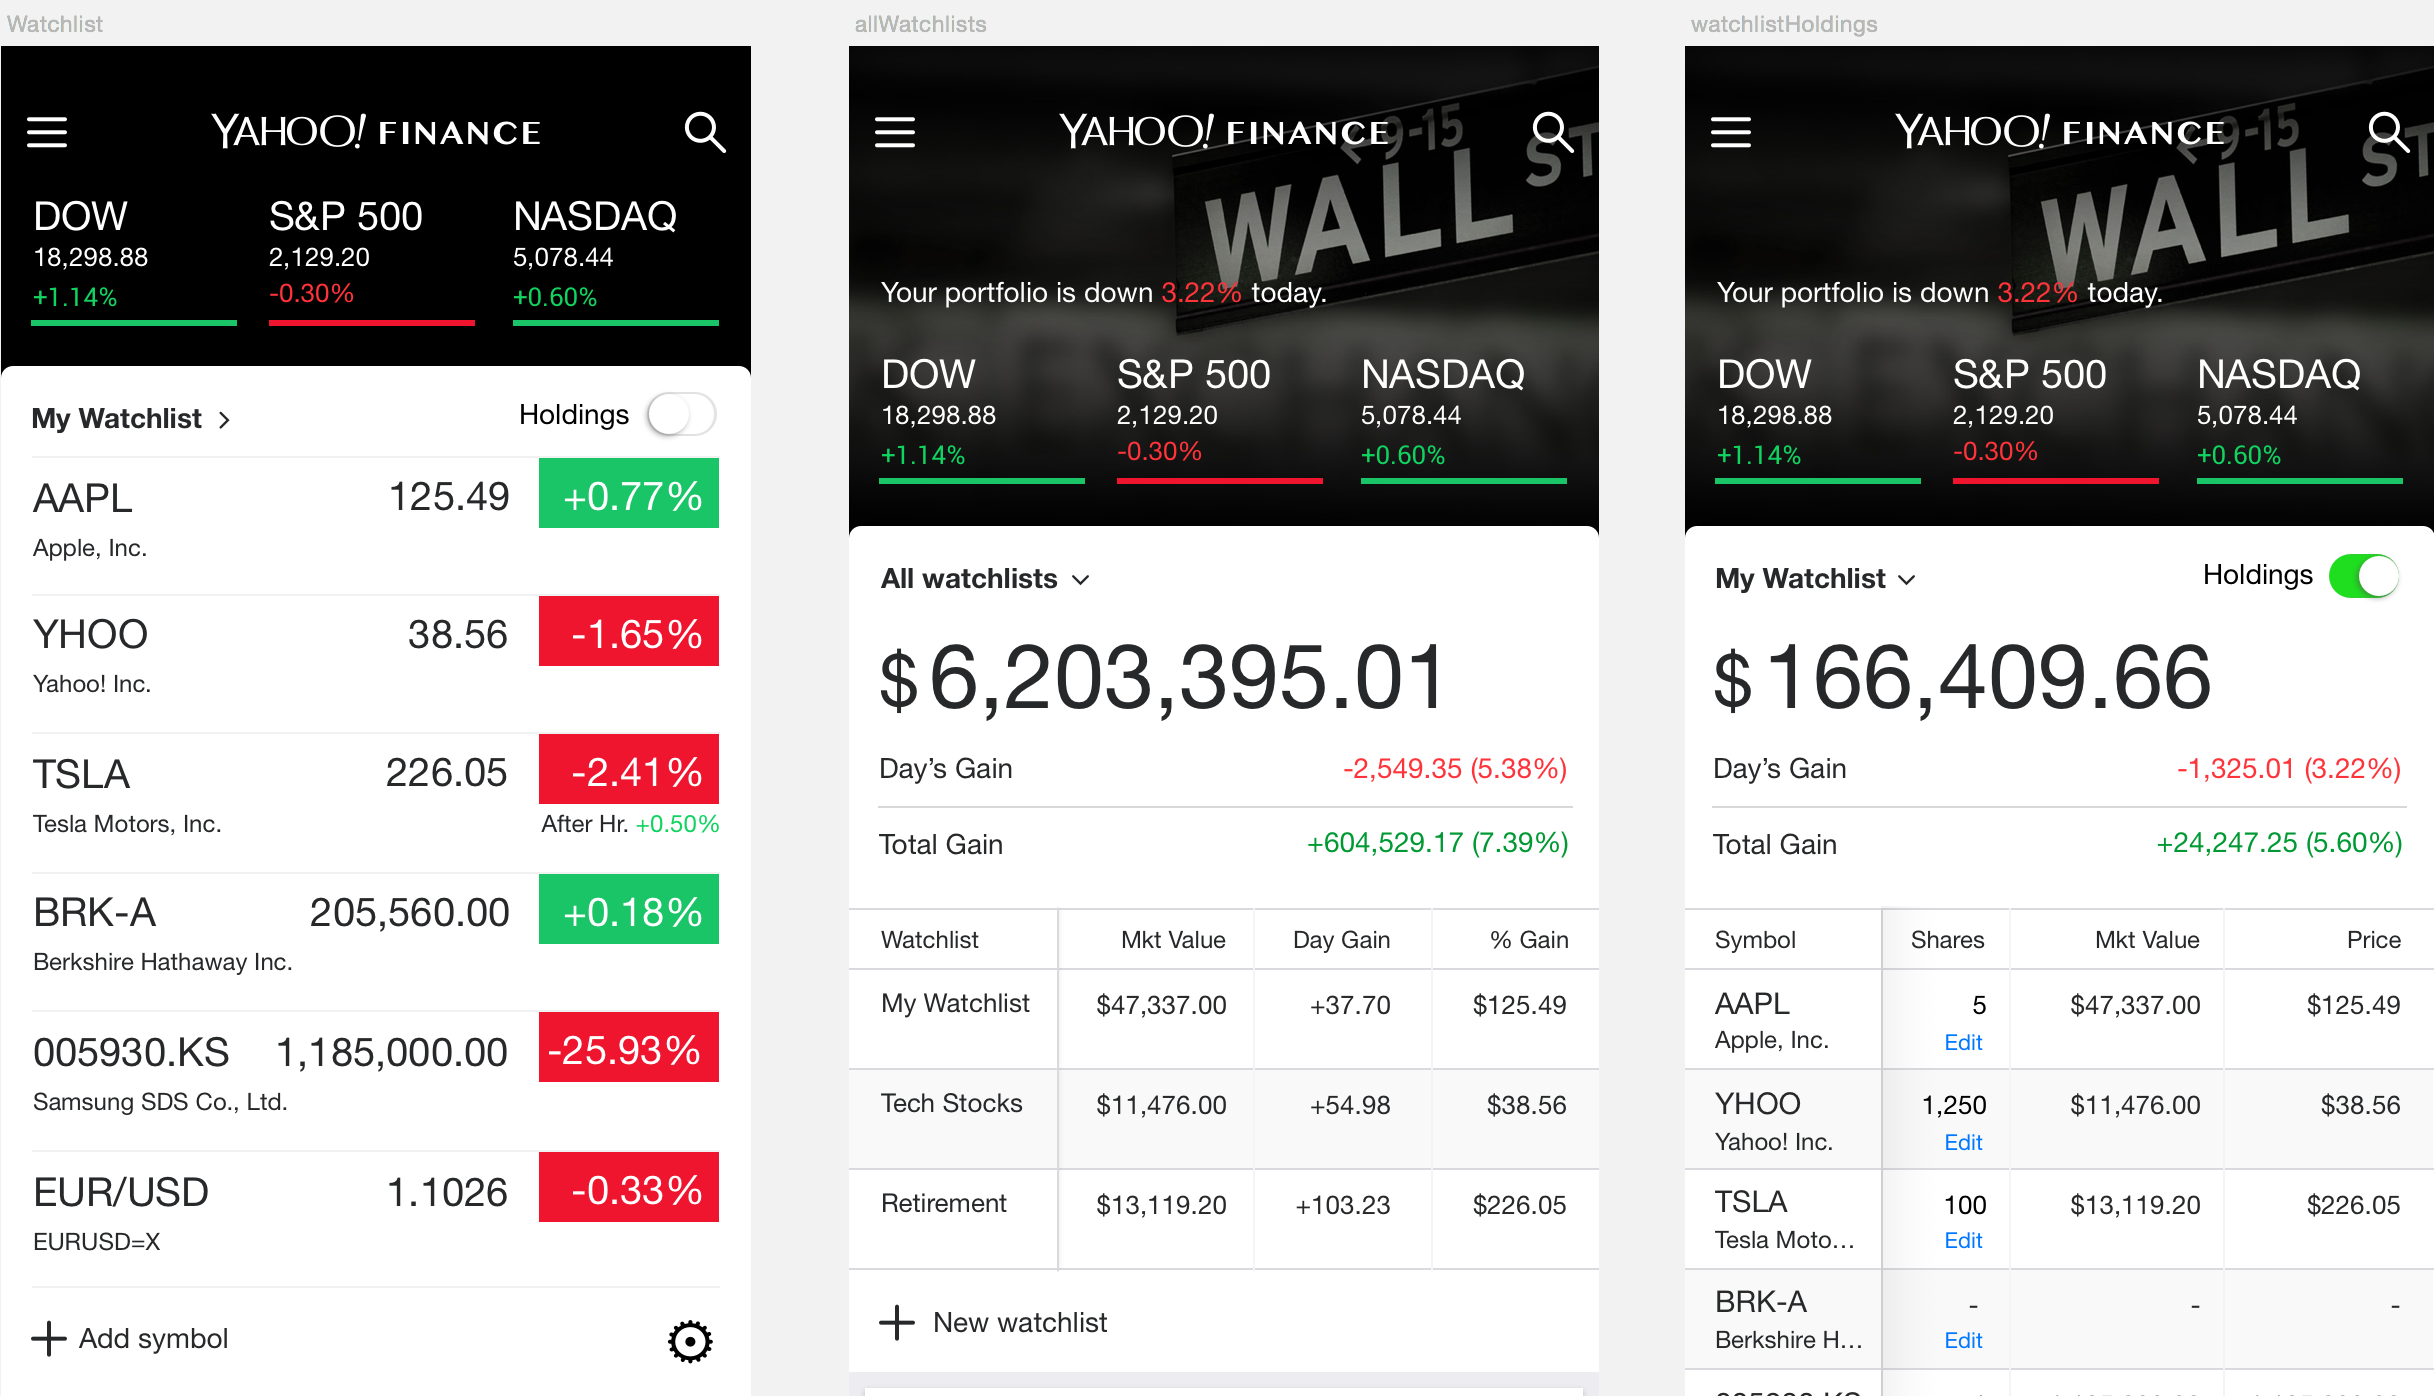 Watchlist
YAHOO! FINANCE
DOW
18,298.88
+1.14%
S&P 500
2,129.20
-0.30%
NASDAQ
5,078.44
+0.60%
My Watchlist
Holdings
AAPL 125.49 +0.77%
Apple, Inc.
YHOO 38.56 -1.65%
Yahoo! Inc.
TSLA 226.05 -2.41%
Tesla Motors, Inc. After Hr. +0.50%
BRK-A 205,560.00 +0.18%
Berkshire Hathaway Inc.
005930.KS 1,185,000.00 -25.93%
Samsung SDS Co., Ltd.
EUR/USD 1.1026 -0.33%
EURUSD=X
Add symbol
allWatchlists
YAHOO! FINANCE
9-15
WALL ST
Your portfolio is down 3.22% today.
DOW
18,298.88
+1.14%
S&P 500
2,129.20
-0.30%
NASDAQ
5,078.44
+0.60%
All watchlists
$6,203,395.01
Day’s Gain -2,549.35 (5.38%)
Total Gain +604,529.17 (7.39%)
Watchlist Mkt Value Day Gain % Gain
My Watchlist $47,337.00 +37.70 $125.49
Tech Stocks $11,476.00 +54.98 $38.56
Retirement $13,119.20 +103.23 $226.05
New watchlist
watchlistHoldings
YAHOO! FINANCE
9-15
WALL ST
Your portfolio is down 3.22% today.
DOW
18,298.88
+1.14%
S&P 500
2,129.20
-0.30%
NASDAQ
5,078.44
+0.60%
My Watchlist
Holdings
$166,409.66
Day’s Gain -1,325.01 (3.22%)
Total Gain +24,247.25 (5.60%)
Symbol Shares Mkt Value Price
AAPL 5 $47,337.00 $125.49
Apple, Inc. Edit
YHOO 1,250 $11,476.00 $38.56
Yahoo! Inc. Edit
TSLA 100 $13,119.20 $226.05
Tesla Moto... Edit
BRK-A - - -
Berkshire H... Edit